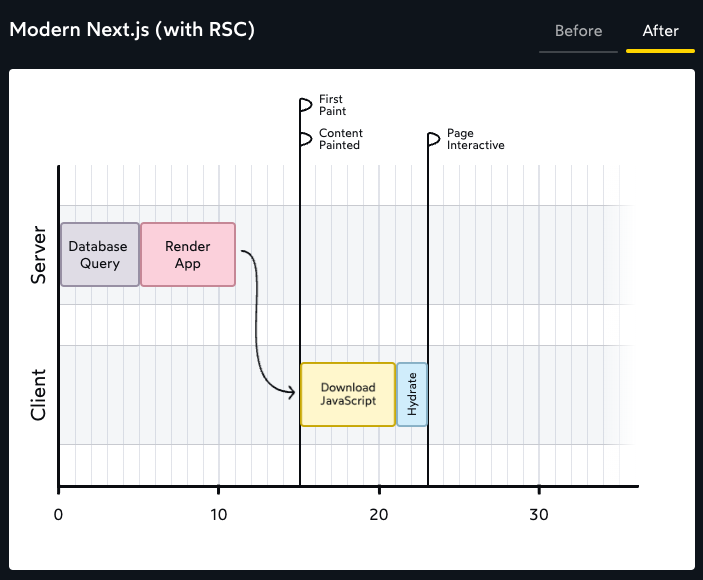 Modern Next.js (with RSC)
Before
After
First
Paint
Content
Painted
Page
Interactive
Server
Database
Query
Render
App
Client
Download
JavaScript
Hydrate
0
10
20
30